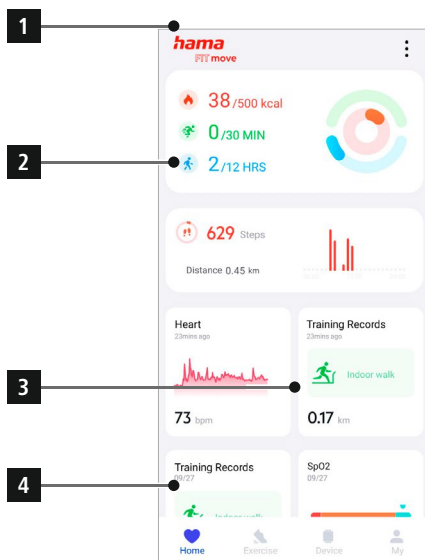 1
hama
FIT move
38/500 kcal
0/30 MIN
2
2/12 HRS
629 Steps
Distance 0.45 km
Heart
23mins ago
Training Records
23mins ago
3
Indoor walk
73 bpm
0.17 km
4
Training Records
09/27
SpO2
09/27
Indoor walk
Home
Exercise
Device
My